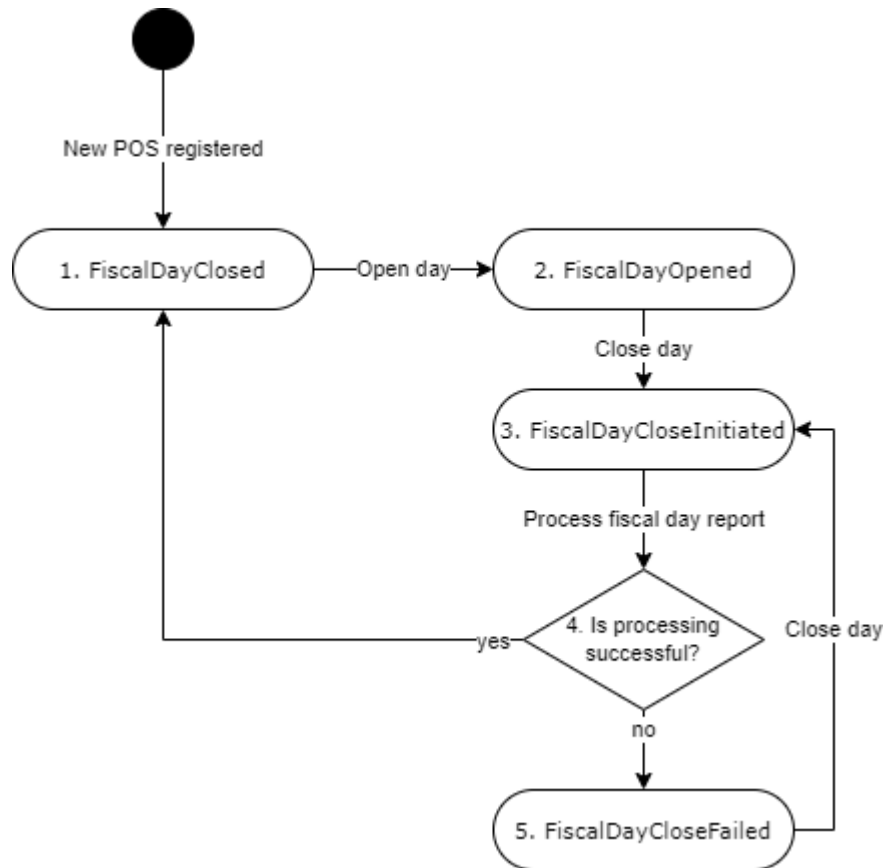 New POS registered
1. FiscalDayClosed
Open day
2. FiscalDayOpened
Close day
3. FiscalDayCloseInitiated
Process fiscal day report
4. Is processing
successful?
yes
Close day
no
5. FiscalDayCloseFailed